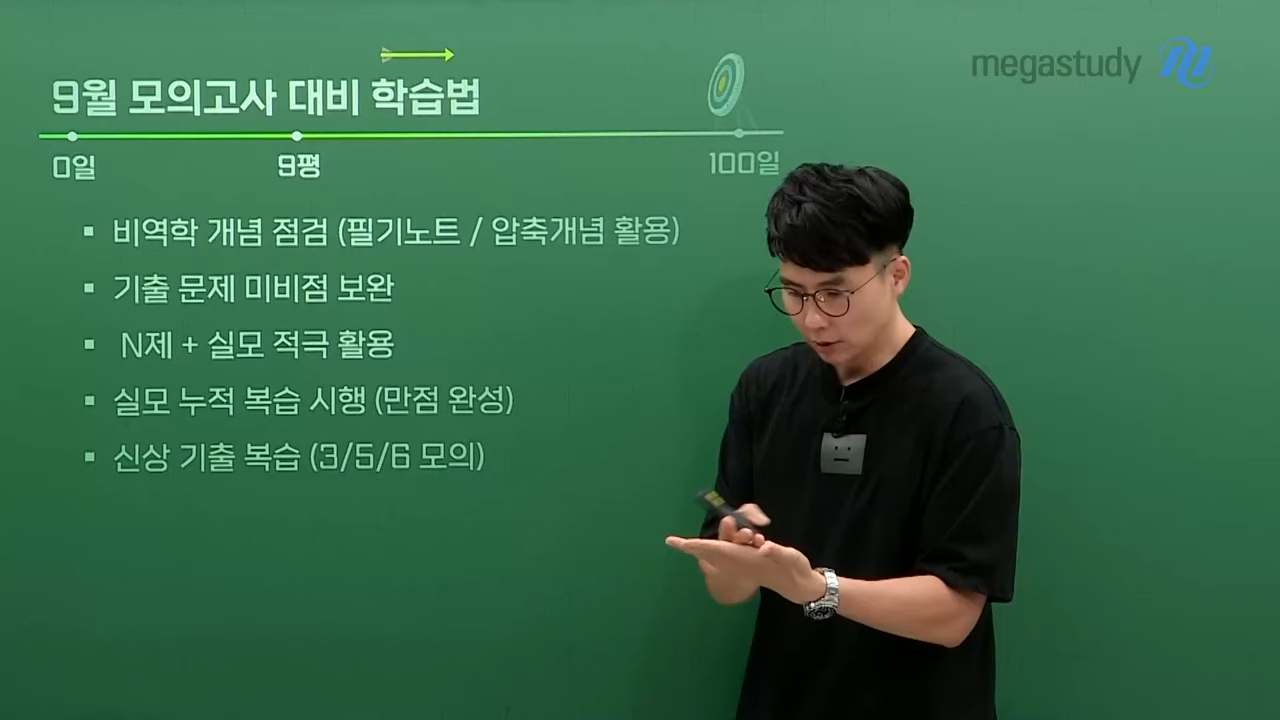 megastudy
9월 모의고사 대비 학습법
0일
9평
100일
비역학 개념 점검 (필기노트 / 압축개념 활용)
기출 문제 미비점 보완
N제 + 실모 적극 활용
실모 누적 복습 시행 (만점 완성)
신상 기출 복습 (3/5/6 모의)